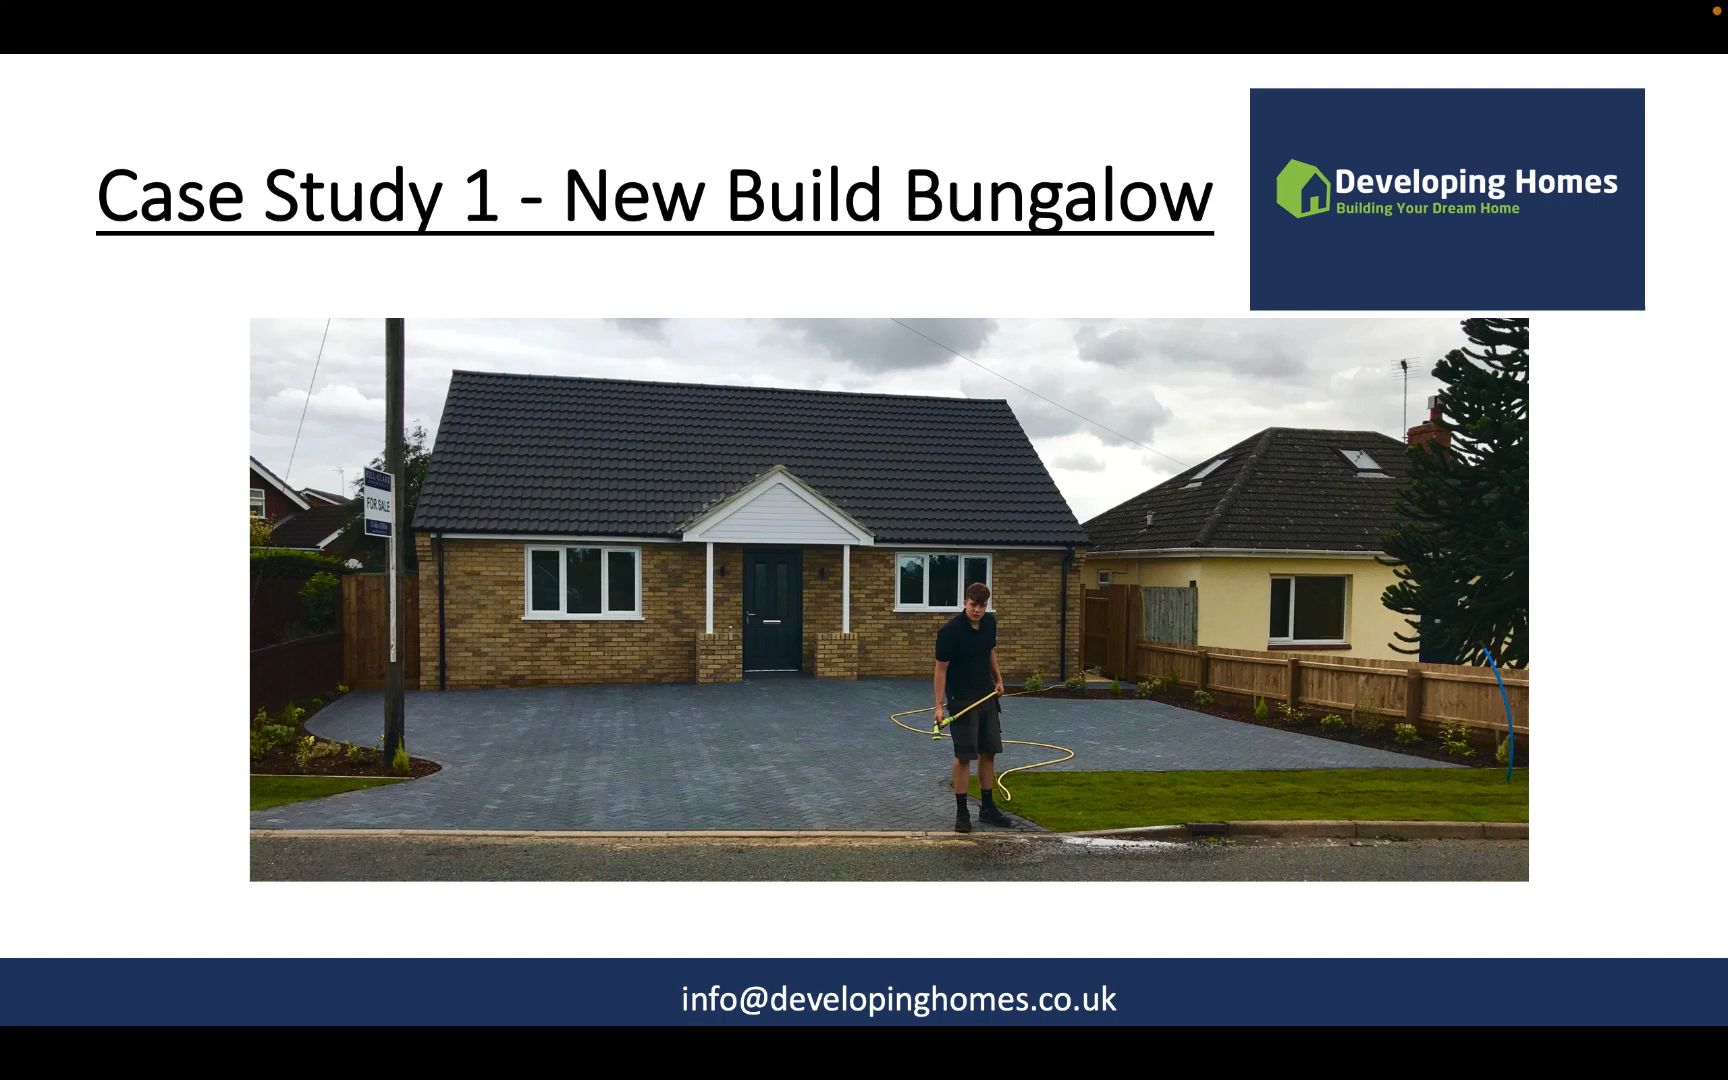 Case Study 1 - New Build Bungalow
Developing Homes
Building Your Dream Home
FOR SALE
info@developinghomes.co.uk